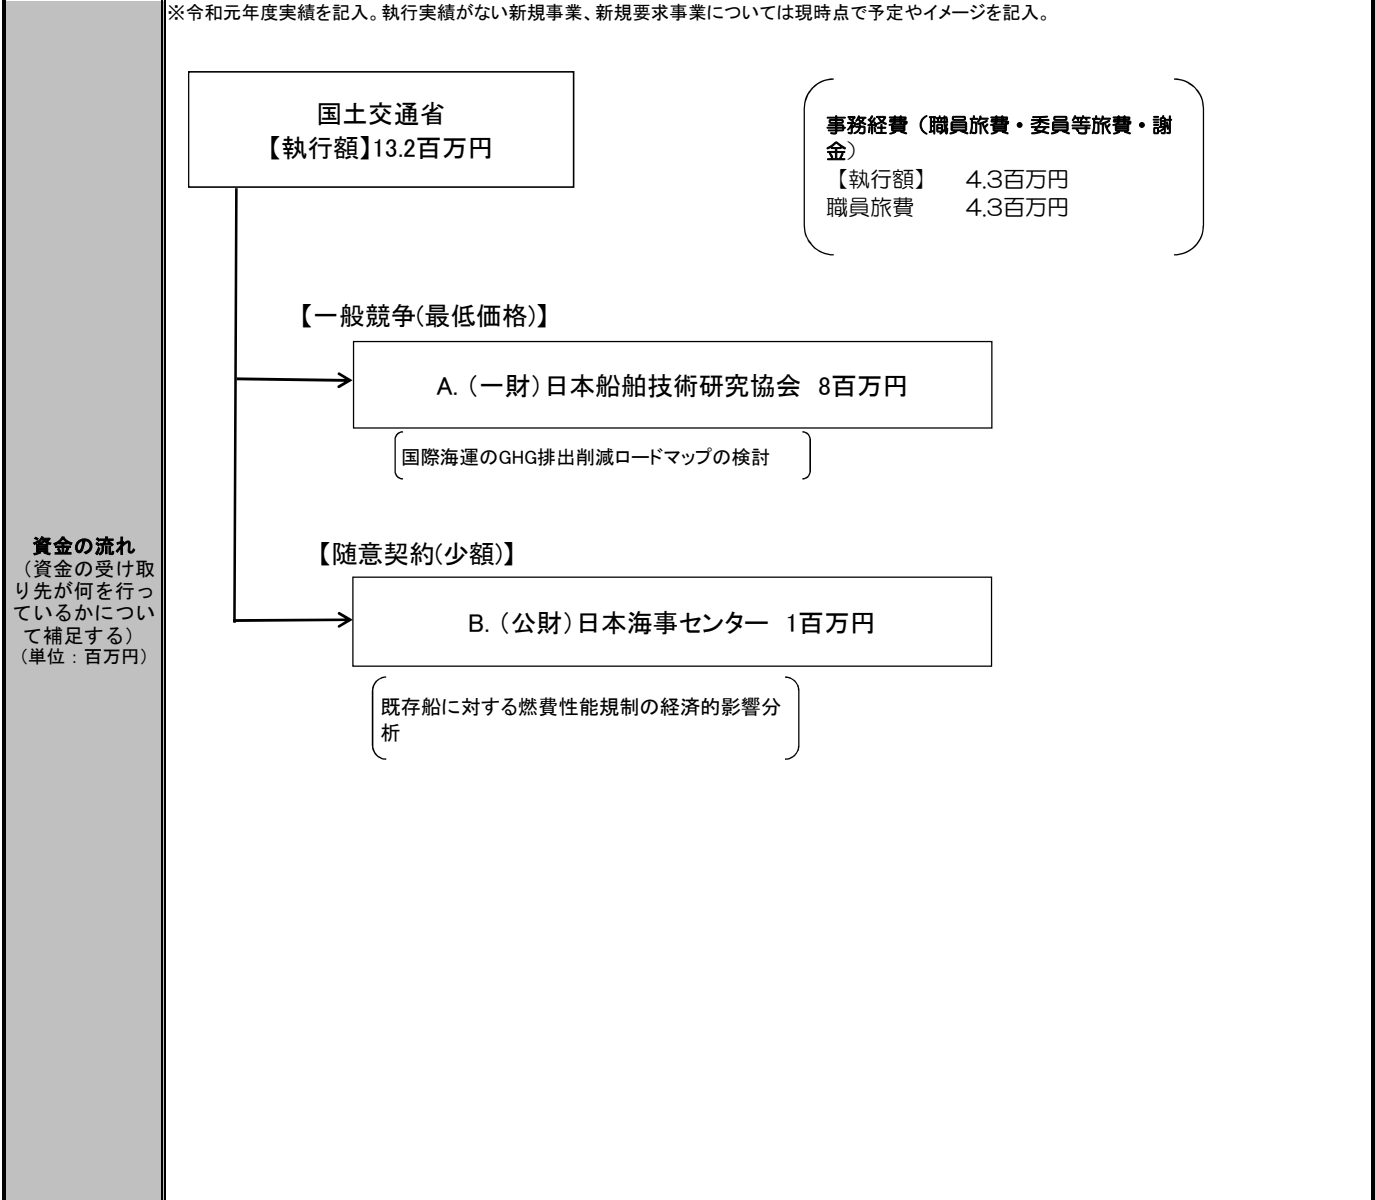 ※令和元年度実績を記入。執行実績がない新規事業、新規要求事業については現時点で予定やイメージを記入。
国土交通省
【執行額】13.2百万円
事務経費（職員旅費・委員等旅費・謝
金）
【執行額】　4.3百万円
職員旅費　　4.3百万円
【一般競争(最低価格)】
A.（一財）日本船舶技術研究協会　8百万円
国際海運のGHG排出削減ロードマップの検討
【随意契約(少額)】
B.（公財）日本海事センター　1百万円
既存船に対する燃費性能規制の経済的影響分
析
資金の流れ
（資金の受け取
り先が何を行っ
ているかについ
て補足する）
（単位：百万円）